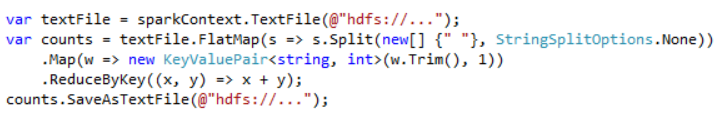 var textFile = sparkContext.TextFile(@"hdfs://...");
var counts = textFile.FlatMap(s => s.Split(new[] {" "}, StringSplitOptions.None))
    .Map(w => new KeyValuePair<string, int>(w.Trim(), 1))
    .ReduceByKey((x, y) => x + y);
counts.SaveAsTextFile(@"hdfs://...");